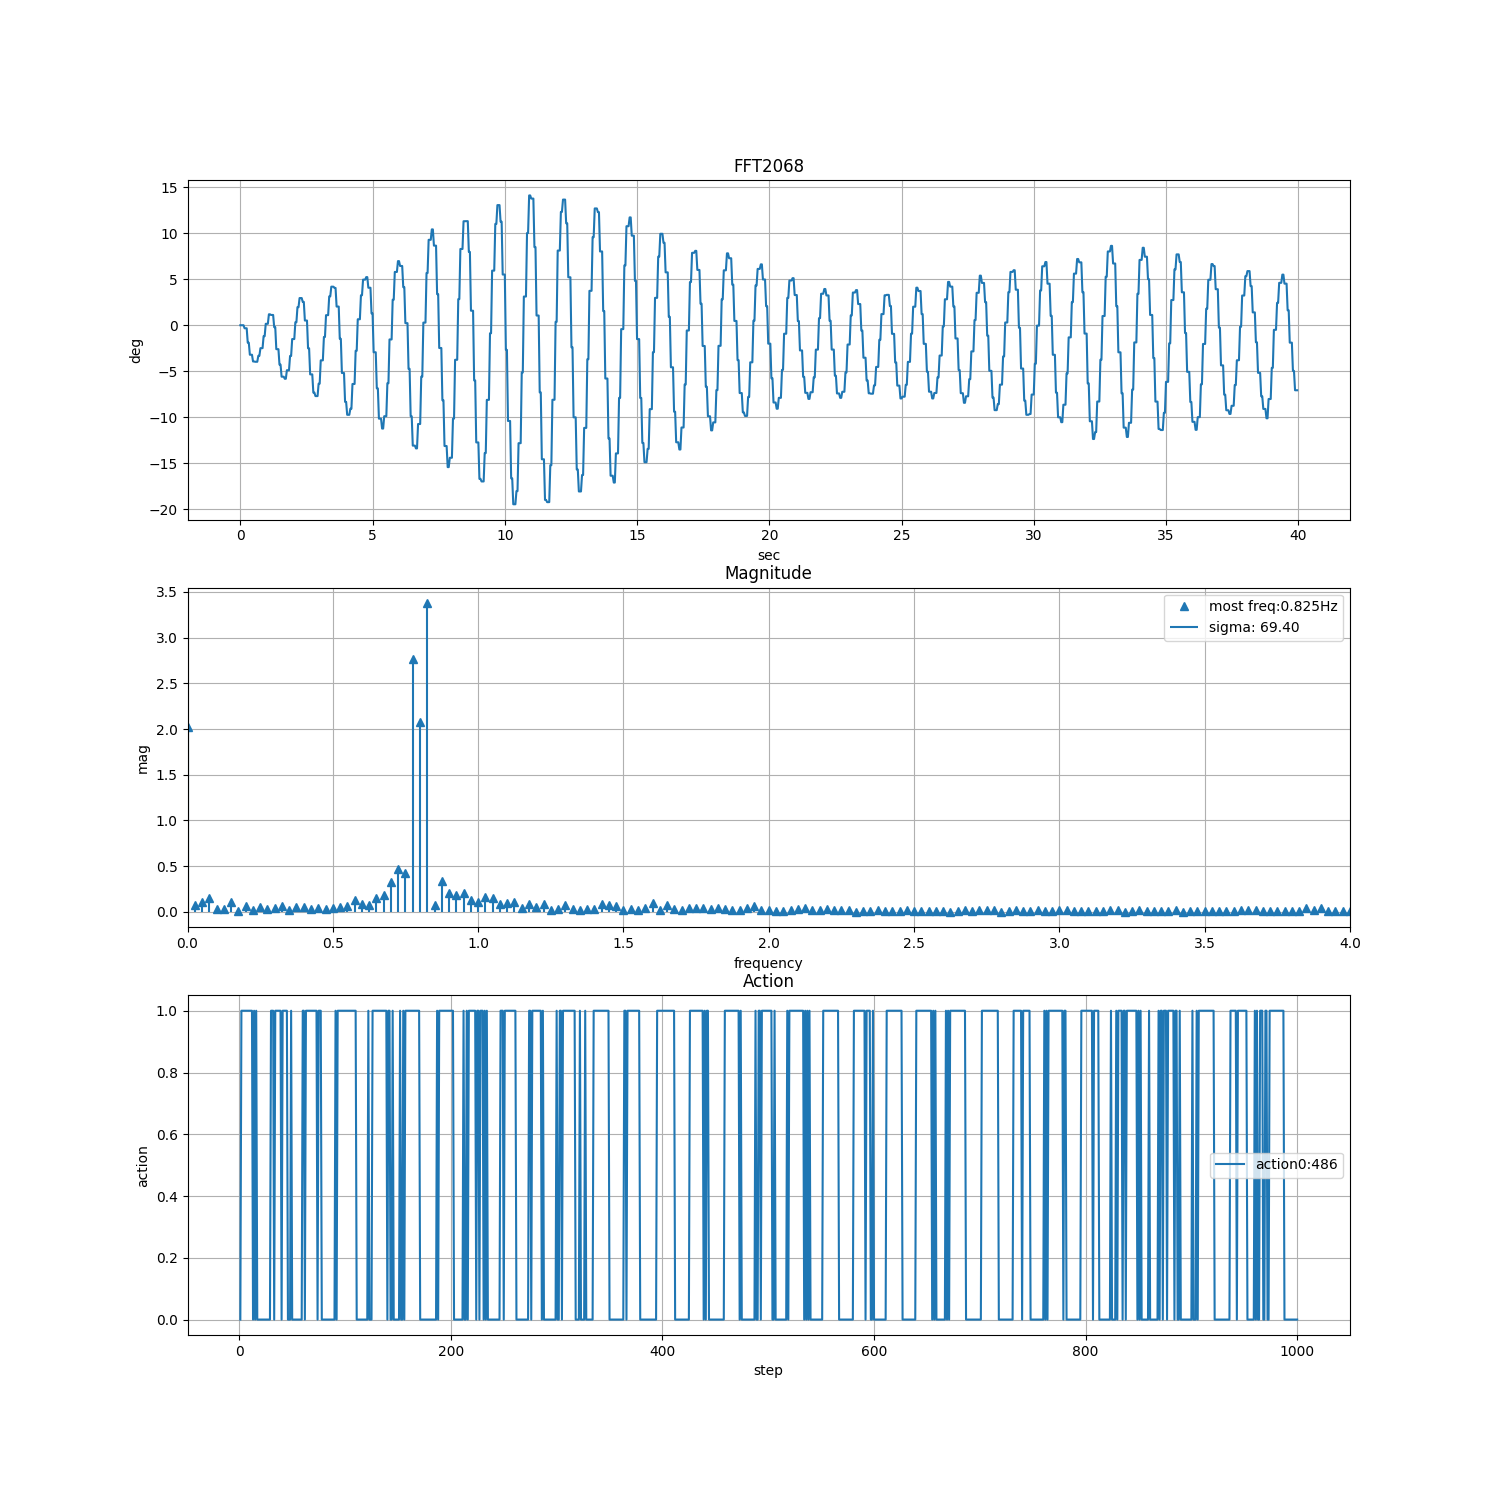 FFT2068
15
10
5
0
−5
−10
−15
−20
deg
0 5 10 15 20 25 30 35 40
sec
Magnitude
3.5
3.0
2.5
2.0
1.5
1.0
0.5
0.0
mag
most freq:0.825Hz
sigma: 69.40
0.0 0.5 1.0 1.5 2.0 2.5 3.0 3.5 4.0
frequency
Action
1.0
0.8
0.6
0.4
0.2
0.0
action
action0:486
0 200 400 600 800 1000
step